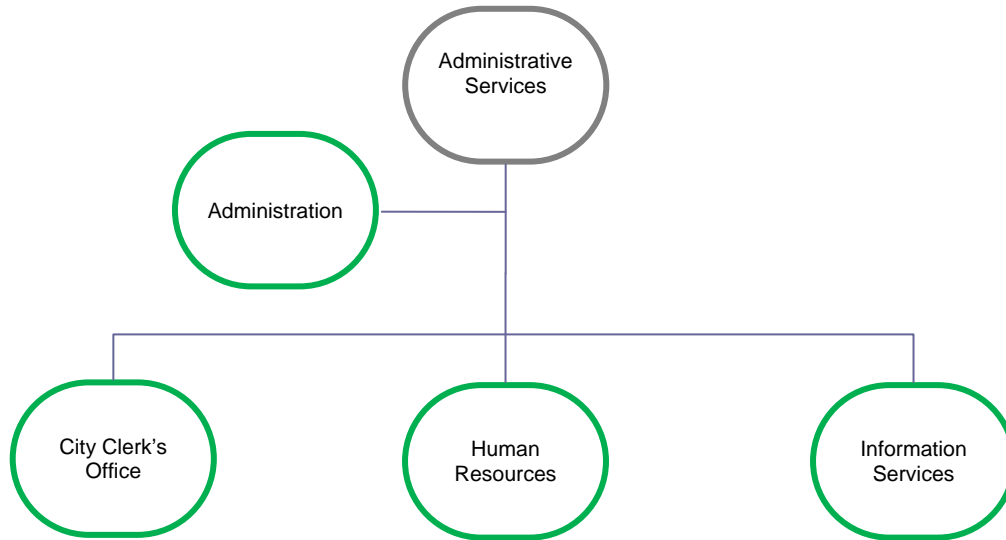 Administrative
Services
Administration
City Clerk’s
Office
Human
Resources
Information
Services